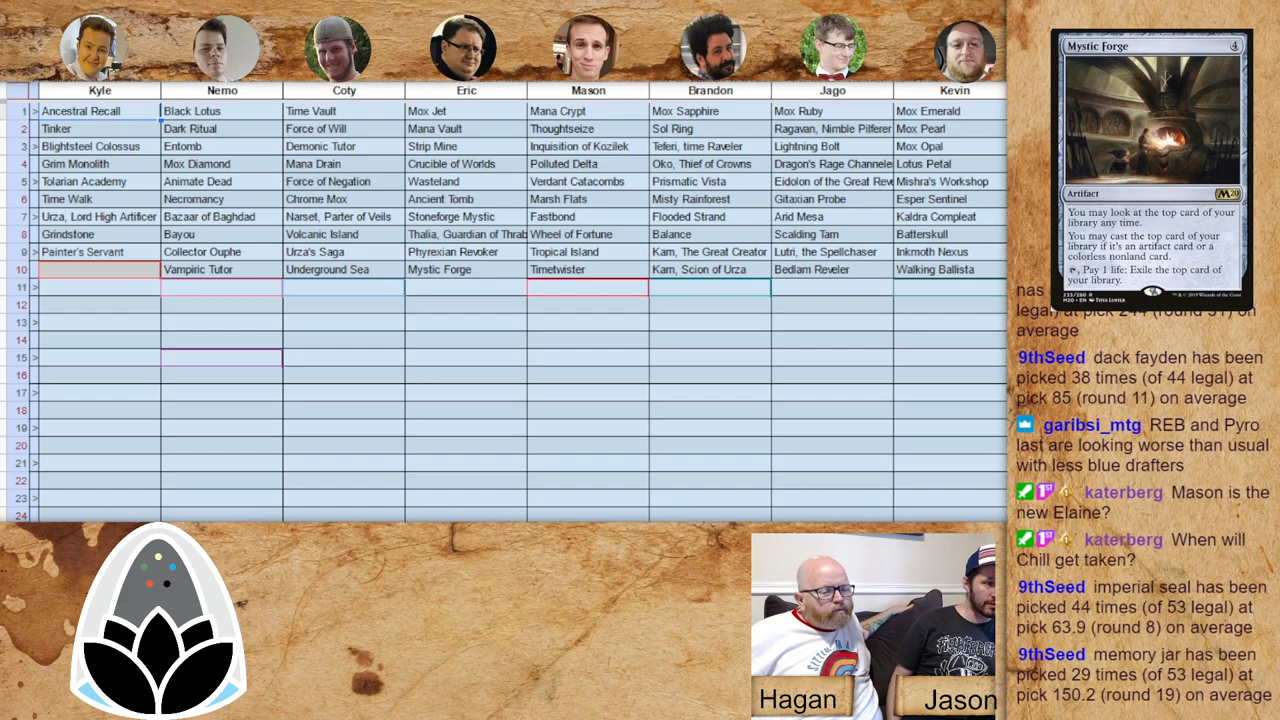 Kyle Nemo Coty Eric Mason Brandon Jago Kevin
1 > Ancestral Recall Black Lotus Time Vault Mox Jet Mana Crypt Mox Sapphire Mox Ruby Mox Emerald
2 Tinker Dark Ritual Force of Will Mana Vault Thoughtseize Sol Ring Ragavan, Nimble Pilferer Mox Pearl
3 > Blightsteel Colossus Entomb Demonic Tutor Strip Mine Inquisition of Kozilek Teferi, time Raveler Lightning Bolt Mox Opal
4 Grim Monolith Mox Diamond Mana Drain Crucible of Worlds Polluted Delta Oko, Thief of Crowns Dragon's Rage Channele Lotus Petal
5 > Tolarian Academy Animate Dead Force of Negation Wasteland Verdant Catacombs Prismatic Vista Eidolon of the Great Rev Mishra's Workshop
6 Time Walk Necromancy Chrome Mox Ancient Tomb Marsh Flats Misty Rainforest Gitaxian Probe Esper Sentinel
7 > Urza, Lord High Artificer Bazaar of Baghdad Narset, Parter of Veils Stoneforge Mystic Fastbond Flooded Strand Arid Mesa Kaldra Compleat
8 Grindstone Bayou Volcanic Island Thalia, Guardian of Thrab Wheel of Fortune Balance Scalding Tarn Batterskull
9 > Painter's Servant Collector Ouphe Urza's Saga Phyrexian Revoker Tropical Island Karn, The Great Creator Lutri, the Spellchaser Inkmoth Nexus
10 Vampiric Tutor Underground Sea Mystic Forge Timetwister Karn, Scion of Urza Bedlam Reveler Walking Ballista
11 >
12
13 >
14
15 >
16
17 >
18
19 >
20
21 >
22
23 >
24
Mystic Forge 4
Artifact M20
You may look at the top card of your
library any time.
You may cast the top card of your
library if it's an artifact card or a
colorless nonland card.
, Pay 1 life: Exile the top card of
your library.
233/280 R
M20 • EN
nas
legal) at pick 244 (round 31) on
average
9thSeed dack fayden has been
picked 38 times (of 44 legal) at
pick 85 (round 11) on average
garibsi_mtg REB and Pyro
last are looking worse than usual
with less blue drafters
1ST katerberg Mason is the
new Elaine?
1ST katerberg When will
Chill get taken?
9thSeed imperial seal has been
picked 44 times (of 53 legal) at
pick 63.9 (round 8) on average
9thSeed memory jar has been
picked 29 times (of 53 legal) at
pick 150.2 (round 19) on average
Hagan
Jason